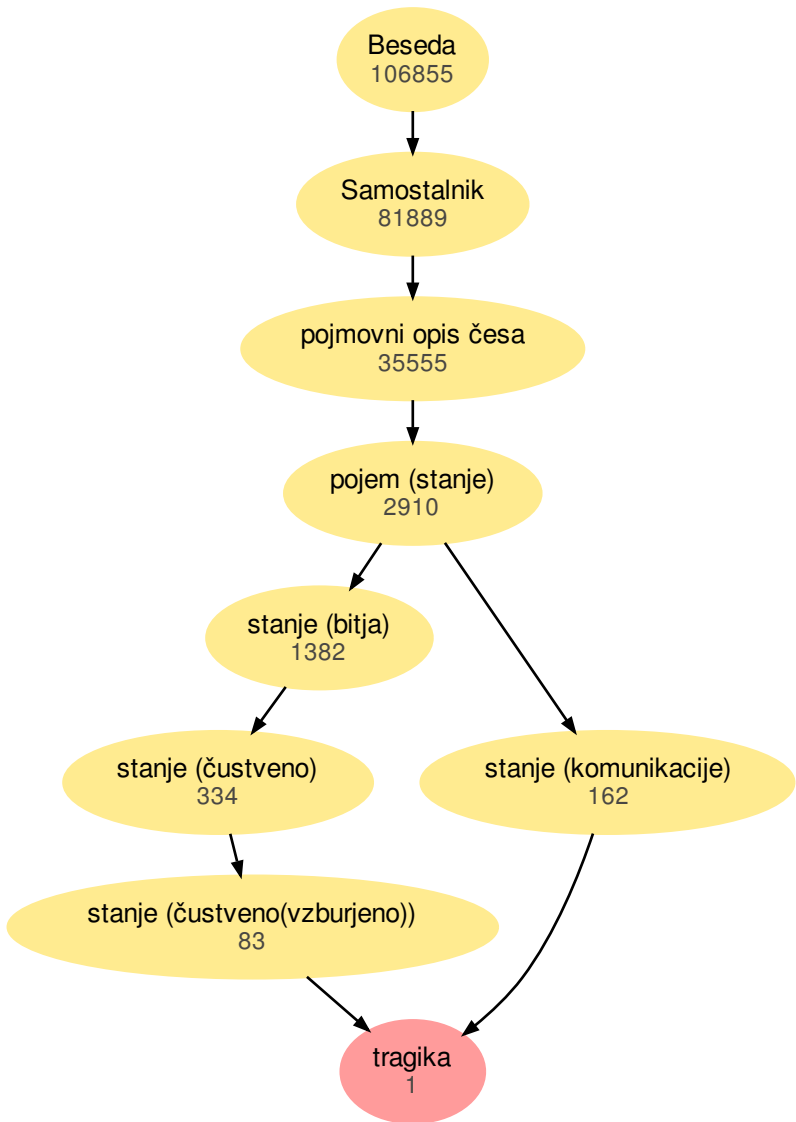 Beseda
106855
Samostalnik
81889
pojmovni opis česa
35555
pojem (stanje)
2910
stanje (bitja)
1382
stanje (čustveno)
334
stanje (komunikacije)
162
stanje (čustveno(vzburjeno))
83
tragika
1